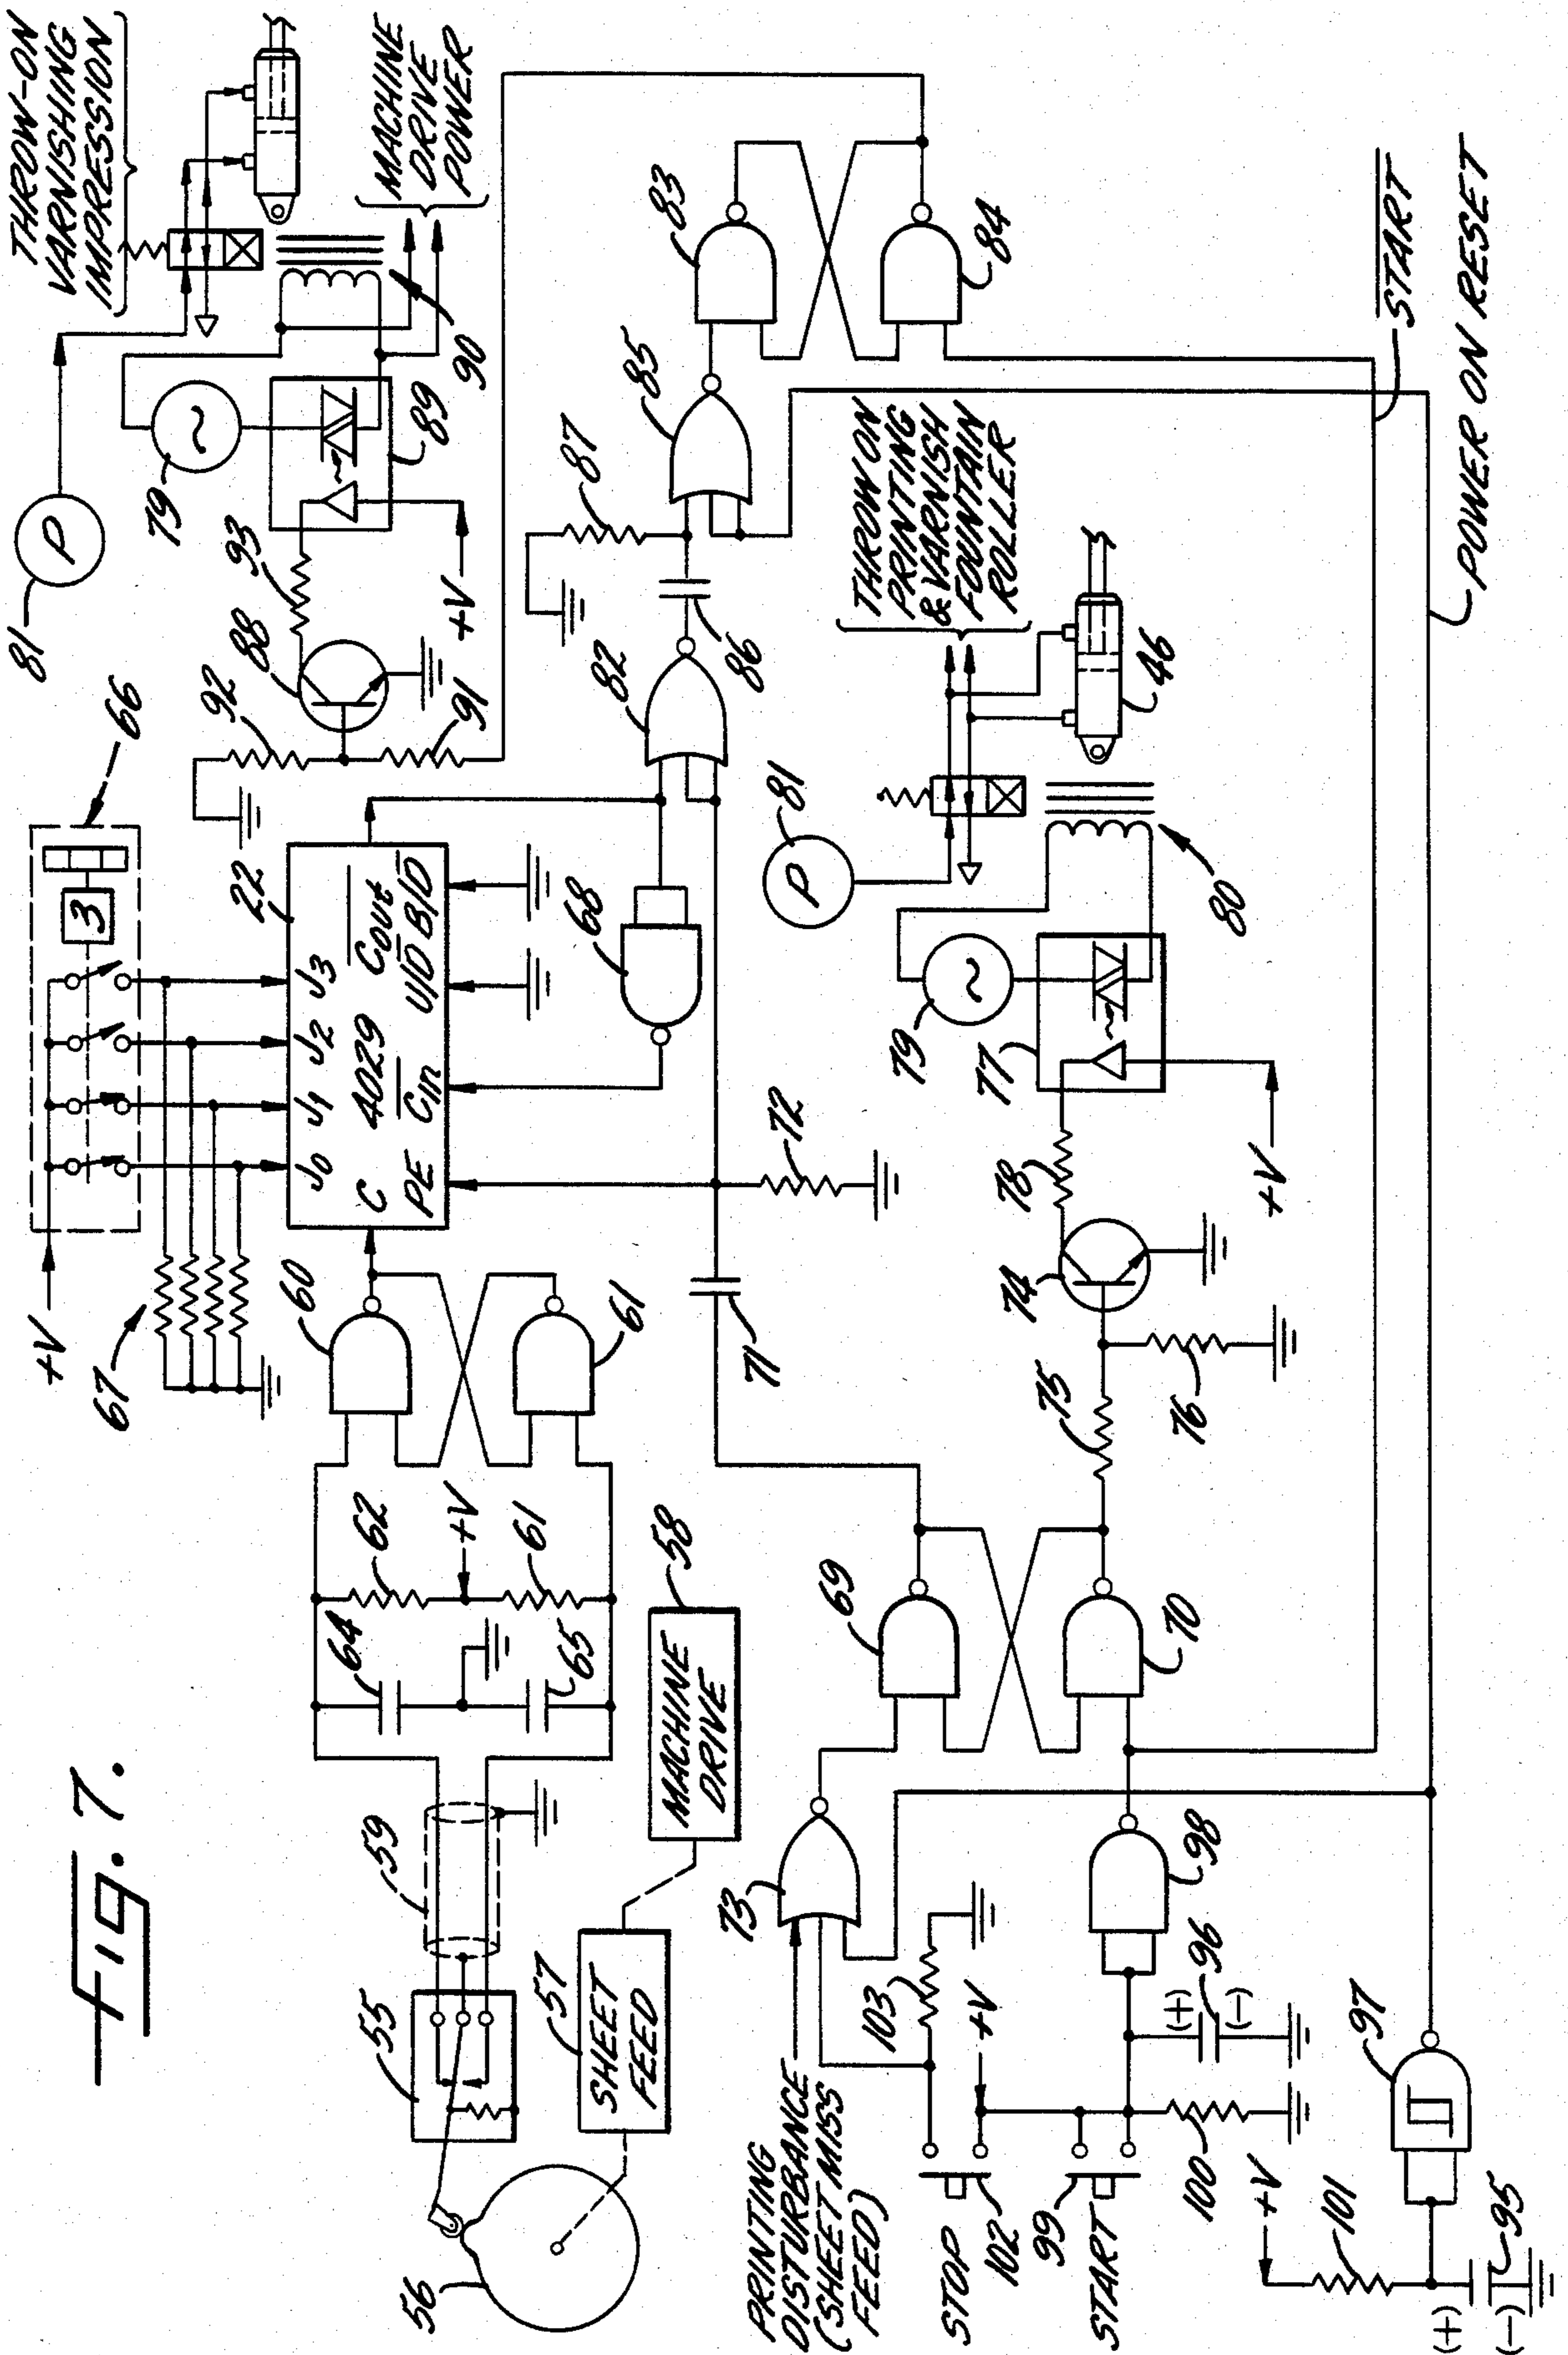 Fig. 7.
THROW-ON
VARNISHING
IMPRESSION
MACHINE
DRIVE
POWER
81
P
79
~
90
89
93
88
+V
92
91
66
3
+V
67
22
J0 J1 J2 J3
C 4029 Cout
PE Cin U/D B/D
60
61
62
+V
61
64
65
59
55
56
57
SHEET
FEED
58
MACHINE
DRIVE
68
82
86
87
85
83
84
72
71
THROW ON
PRINTING
& VARNISH
FOUNTAIN
ROLLER
81
P
46
79
~
80
77
+V
78
74
75
76
69
70
73
PRINTING
DISTURBANCE
(SHEET MISS
FEED)
103
+V
STOP
102
99
START
98
(+)
96
(-)
100
+V
101
97
(+)
95
(-)
START
POWER ON RESET